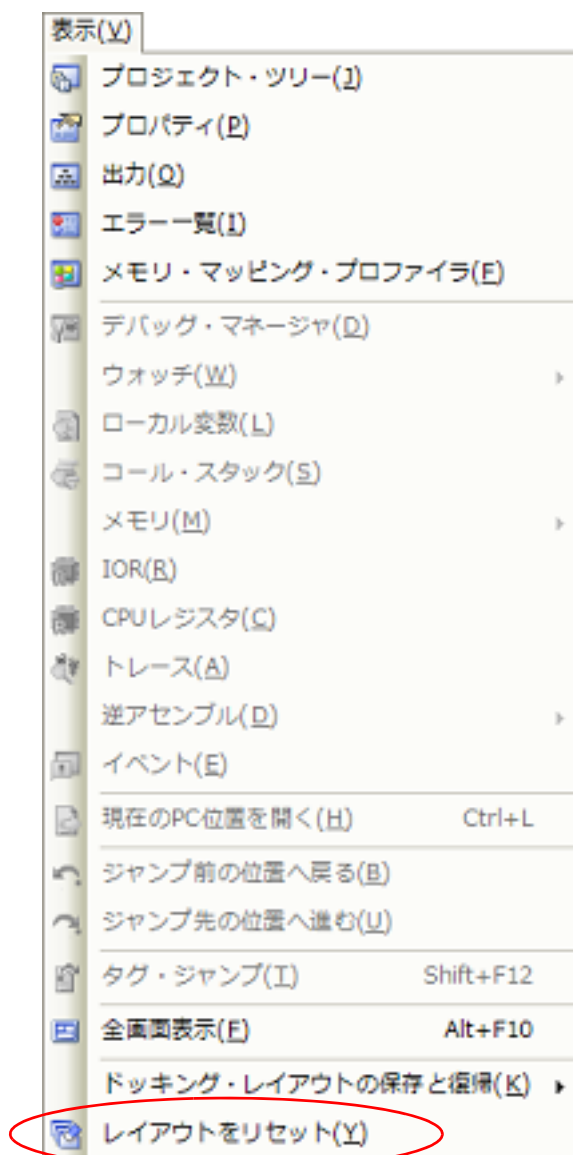 表示(V)
プロジェクト・ツリー(J)
プロパティ(P)
出力(O)
エラー一覧(I)
メモリ・マッピング・プロファイラ(F)
デバッグ・マネージャ(D)
ウォッチ(W)
ローカル変数(L)
コール・スタック(S)
メモリ(M)
IOR(R)
CPUレジスタ(C)
トレース(A)
逆アセンブル(D)
イベント(E)
現在のPC位置を開く(H) Ctrl+L
ジャンプ前の位置へ戻る(B)
ジャンプ先の位置へ進む(U)
タグ・ジャンプ(T) Shift+F12
全画面表示(F) Alt+F10
ドッキング・レイアウトの保存と復帰(K)
レイアウトをリセット(Y)